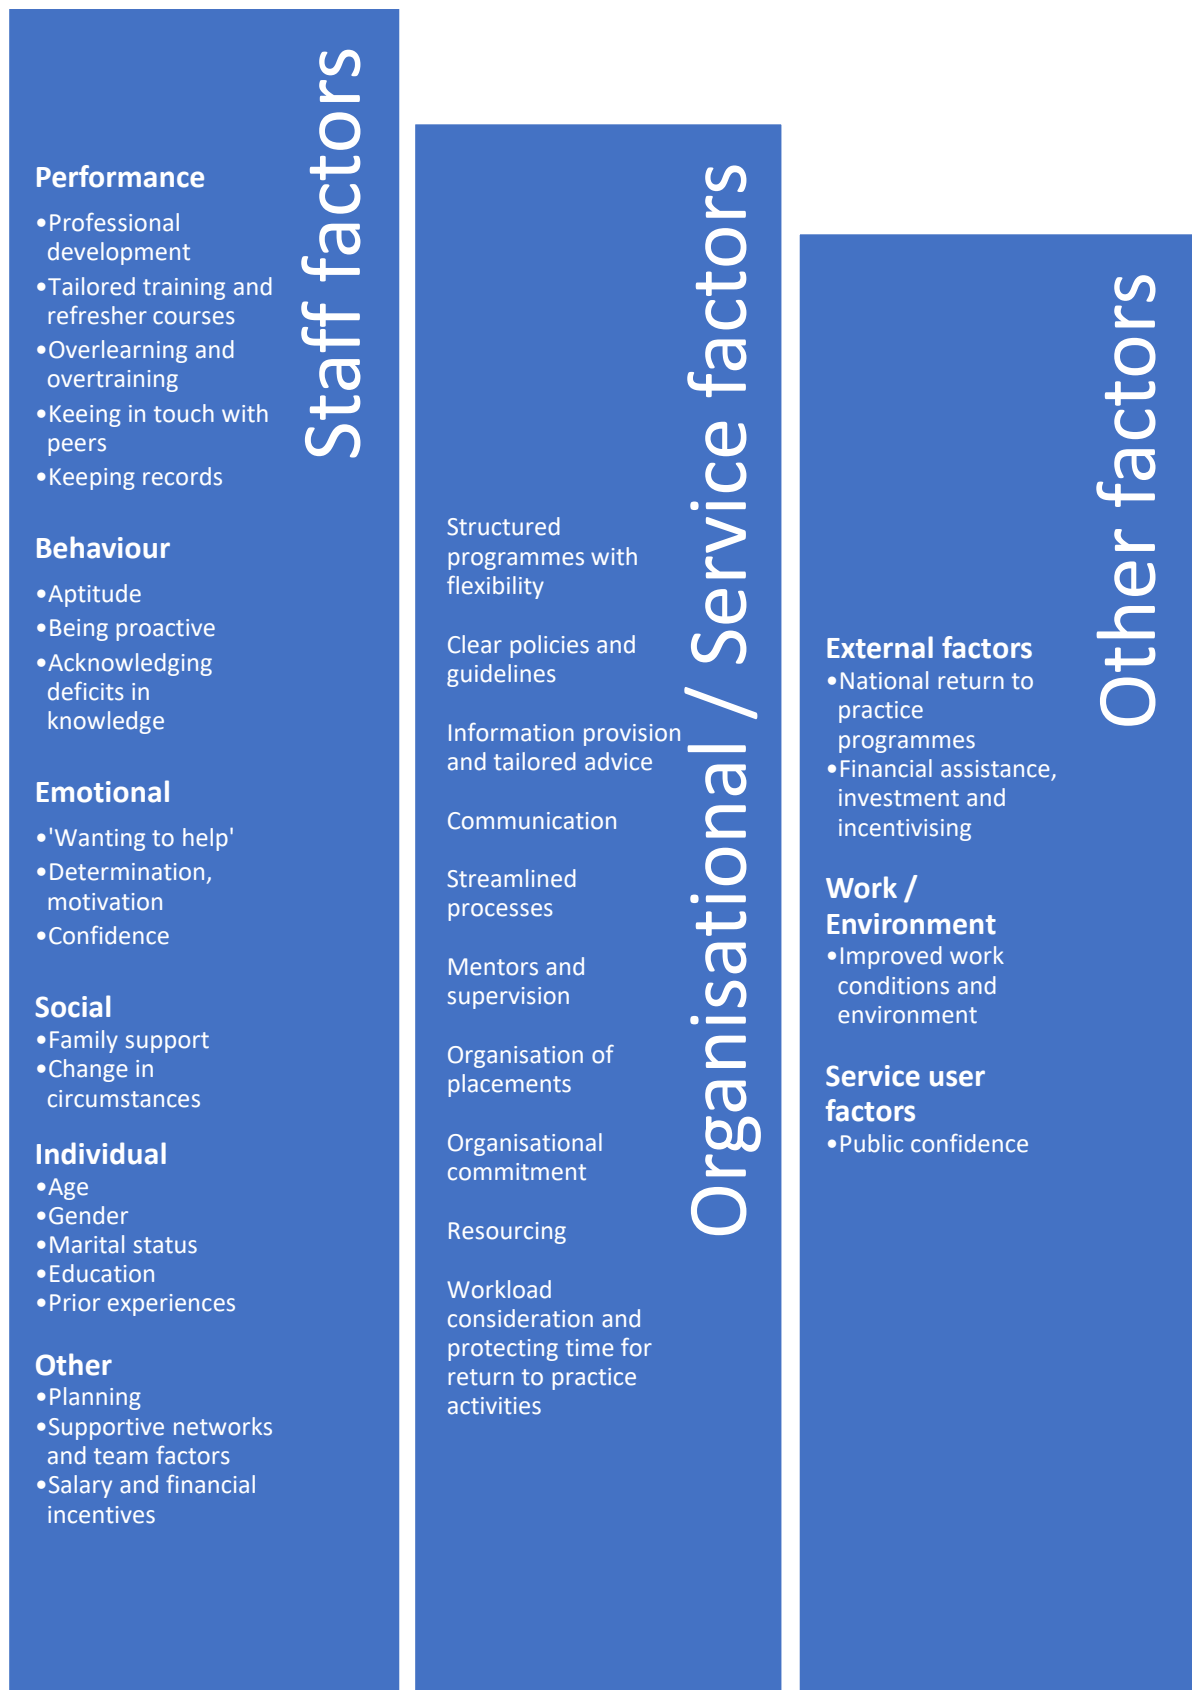 Staff factors
Performance
•Professional
development
•Tailored training and
refresher courses
•Overlearning and
overtraining
•Keeing in touch with
peers
•Keeping records
Behaviour
•Aptitude
•Being proactive
•Acknowledging
deficits in
knowledge
Emotional
•'Wanting to help'
•Determination,
motivation
•Confidence
Social
•Family support
•Change in
circumstances
Individual
•Age
•Gender
•Marital status
•Education
•Prior experiences
Other
•Planning
•Supportive networks
and team factors
•Salary and financial
incentives
Organisational / Service factors
Structured
programmes with
flexibility
Clear policies and
guidelines
Information provision
and tailored advice
Communication
Streamlined
processes
Mentors and
supervision
Organisation of
placements
Organisational
commitment
Resourcing
Workload
consideration and
protecting time for
return to practice
activities
Other factors
External factors
•National return to
practice
programmes
•Financial assistance,
investment and
incentivising
Work /
Environment
•Improved work
conditions and
environment
Service user
factors
•Public confidence